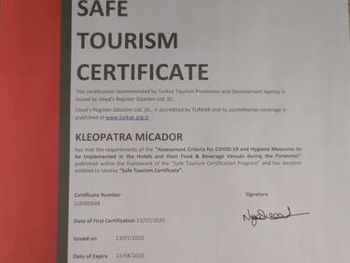 SAFE
TOURISM
CERTIFICATE
This certification recommended by Turkey Tourism Promotion and Development Agency is
issued by Lloyd's Register Gözetim Ltd. Şti.
Lloyd's Register Gözetim Ltd. Şti., is accredited by TURKAK and its accreditation coverage is
published at www.turkak.org.tr
KLEOPATRA MİCADOR
has met the requirements of the "Assessment Criteria for COVID-19 and Hygiene Measures to
be Implemented in the Hotels and their Food & Beverage Venues during the Pandemic"
published within the framework of the "Safe Tourism Certification Program" and has become
entitled to receive "Safe Tourism Certificate".
Certificate Number
Signature
Date of First Certification 13/07/2020
Issued on 13/07/2020
Date of Expiry 13/08/2020